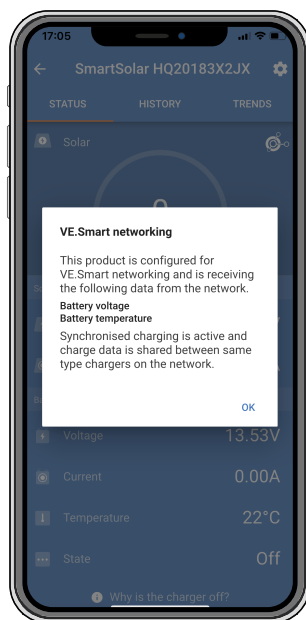 17:05
SmartSolar HQ20183X2JX
STATUS HISTORY TRENDS
Solar
VE.Smart networking
This product is configured for
VE.Smart networking and is receiving
the following data from the network.
Battery voltage
Battery temperature
Synchronised charging is active and
charge data is shared between same
type chargers on the network.
OK
Voltage 13.53V
Current 0.00A
Temperature 22°C
State Off
Why is the charger off?